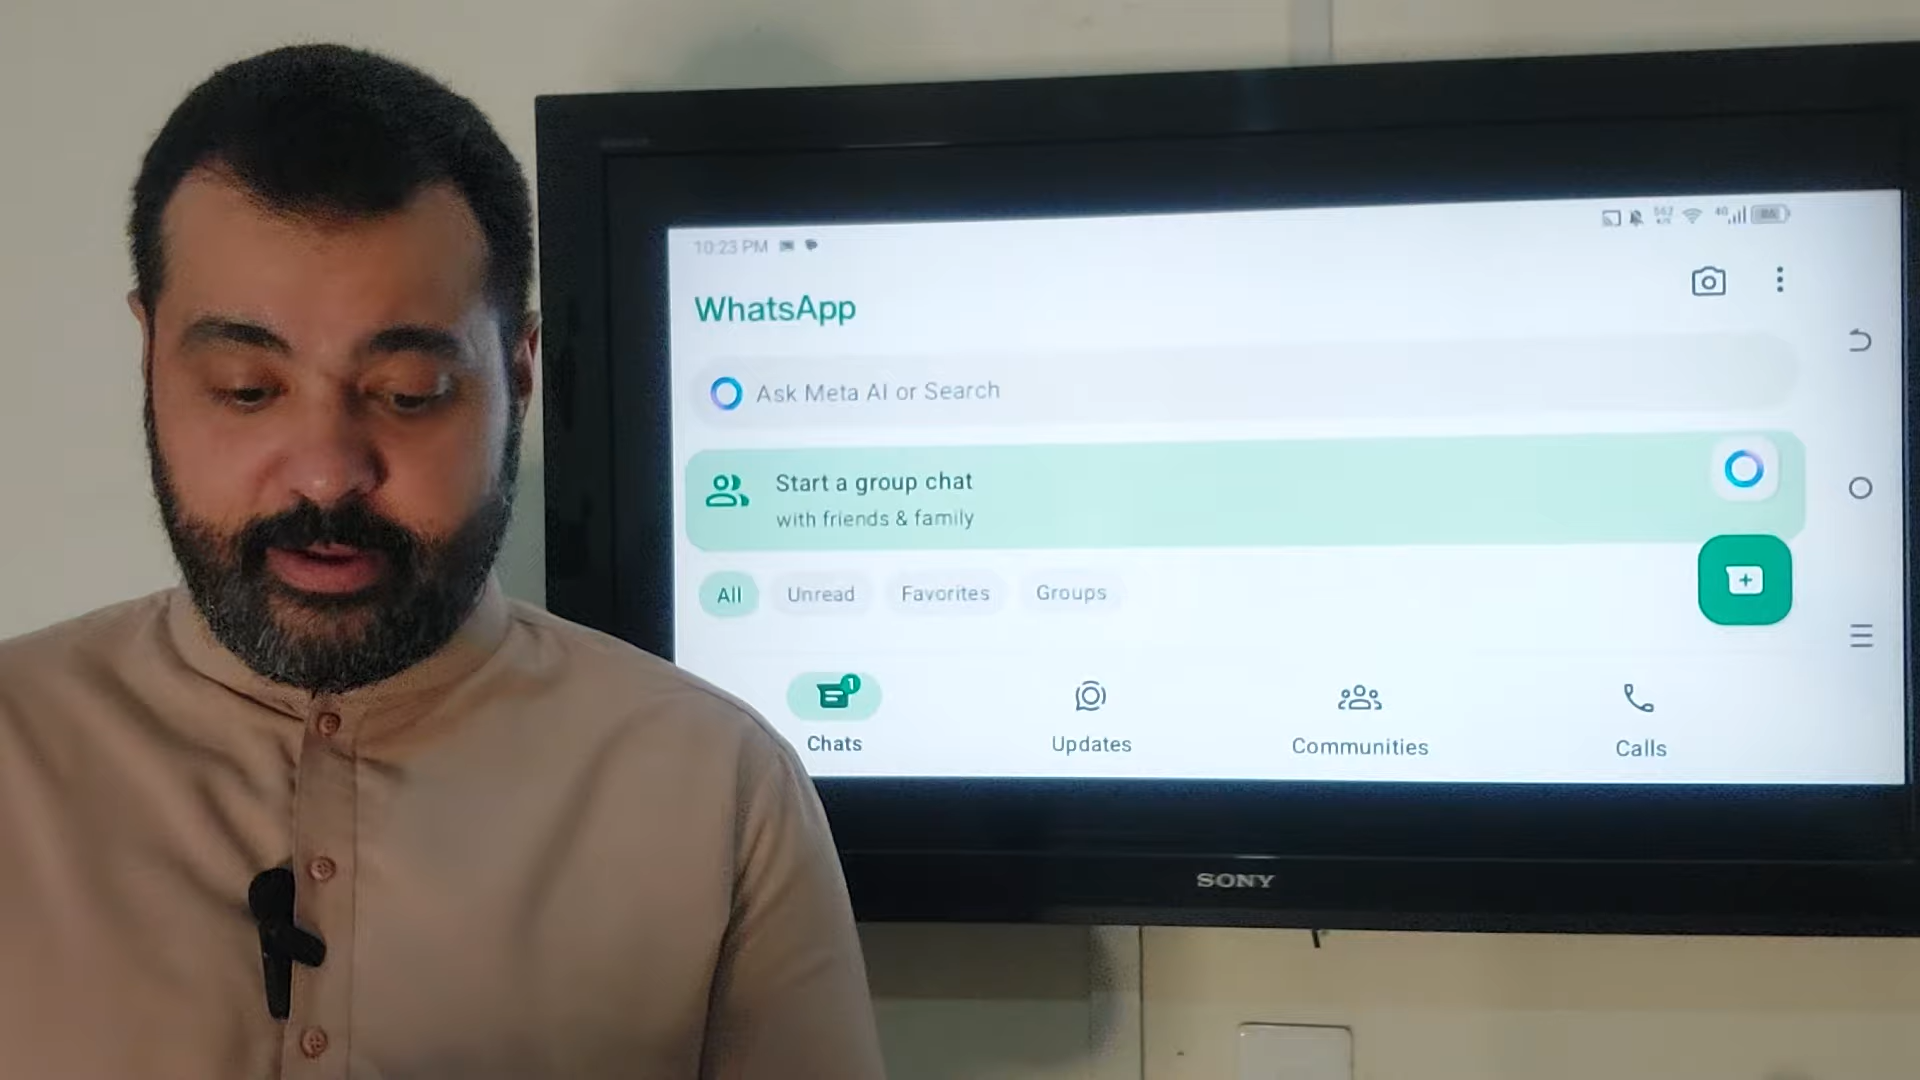 10:23 PM
4G
WhatsApp
Ask Meta AI or Search
Start a group chat
with friends & family
All
Unread
Favorites
Groups
1
Chats
Updates
Communities
Calls
SONY